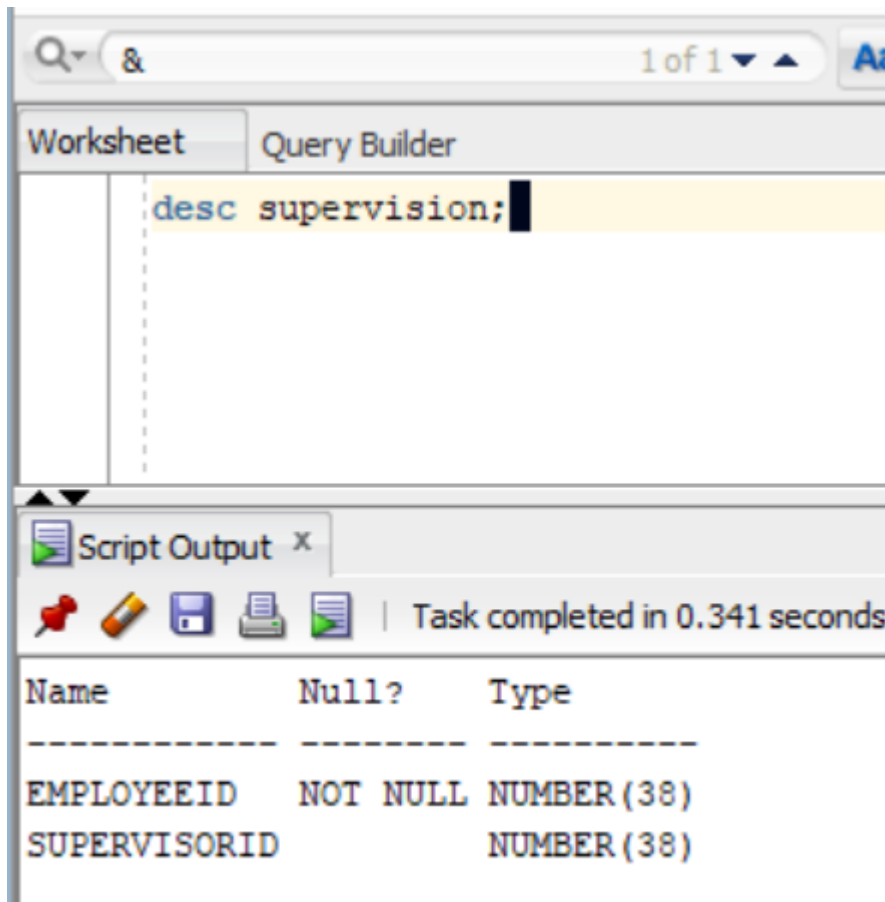 & 1 of 1 Aa
Worksheet Query Builder
desc supervision;
Script Output x
Task completed in 0.341 seconds
Name Null? Type
------------ -------- ----------
EMPLOYEEID NOT NULL NUMBER(38)
SUPERVISORID NUMBER(38)